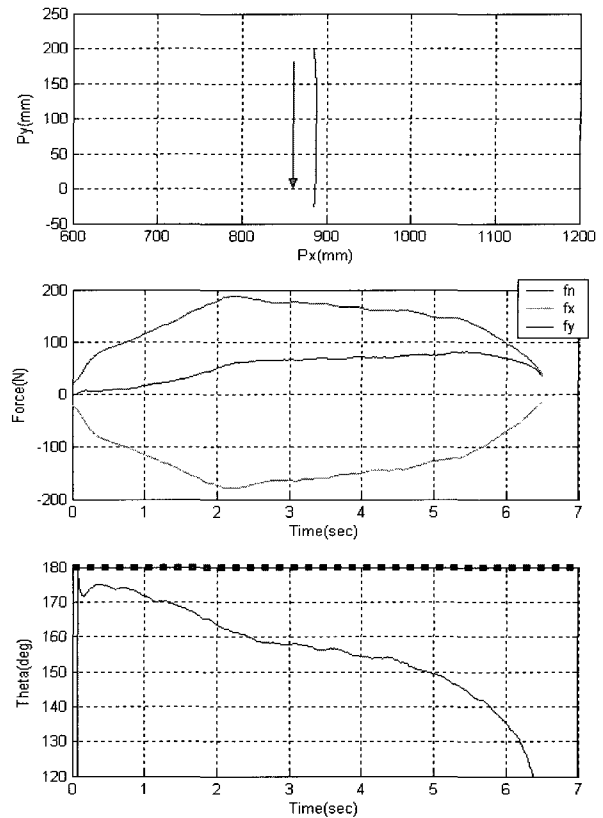 250
200
150
100
50
0
-50
Py(mm)
600 700 800 900 1000 1100 1200
Px(mm)
200
100
0
-100
-200
Force(N)
fn
fx
fy
0 1 2 3 4 5 6 7
Time(sec)
180
170
160
150
140
130
120
Theta(deg)
0 1 2 3 4 5 6 7
Time(sec)